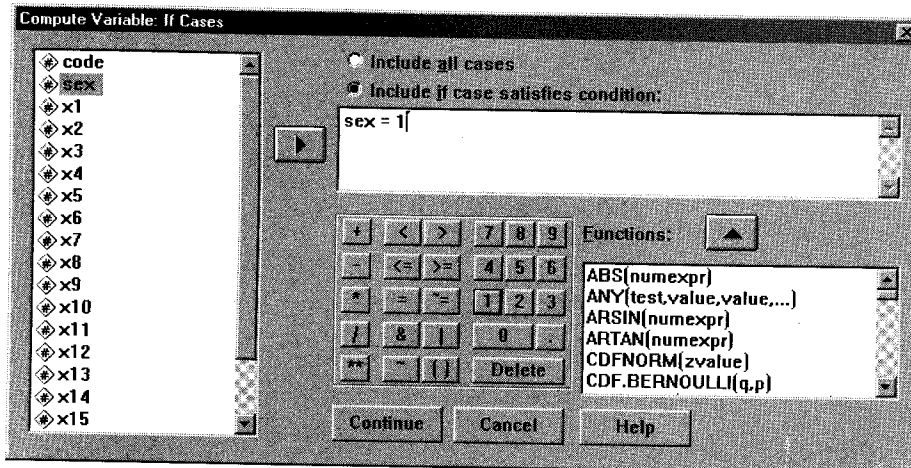 Compute Variable: If Cases
code
sex
x1
x2
x3
x4
x5
x6
x7
x8
x9
x10
x11
x12
x13
x14
x15
Include all cases
Include if case satisfies condition:
sex = 1
+ < > 7 8 9
- <= >= 4 5 6
* = ~= 1 2 3
/ & | 0 .
** ~ ( ) Delete
Functions:
ABS(numexpr)
ANY(test,value,value,...)
ARSIN(numexpr)
ARTAN(numexpr)
CDFNORM(zvalue)
CDF.BERNOULLI(q,p)
Continue Cancel Help